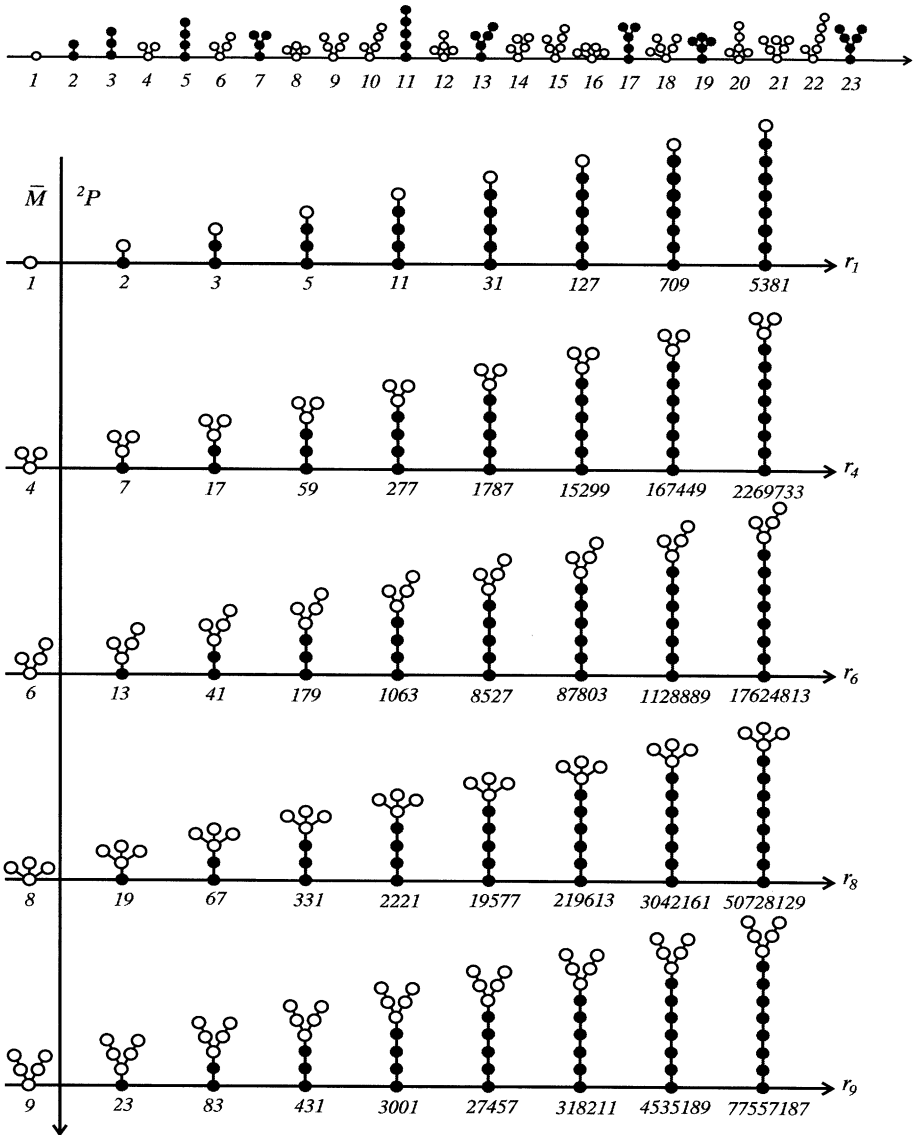 1 2 3 4 5 6 7 8 9 10 11 12 13 14 15 16 17 18 19 20 21 22 23
M̄ ²P
r₁
1 2 3 5 11 31 127 709 5381
r₄
4 7 17 59 277 1787 15299 167449 2269733
r₆
6 13 41 179 1063 8527 87803 1128889 17624813
r₈
8 19 67 331 2221 19577 219613 3042161 50728129
r₉
9 23 83 431 3001 27457 318211 4535189 77557187